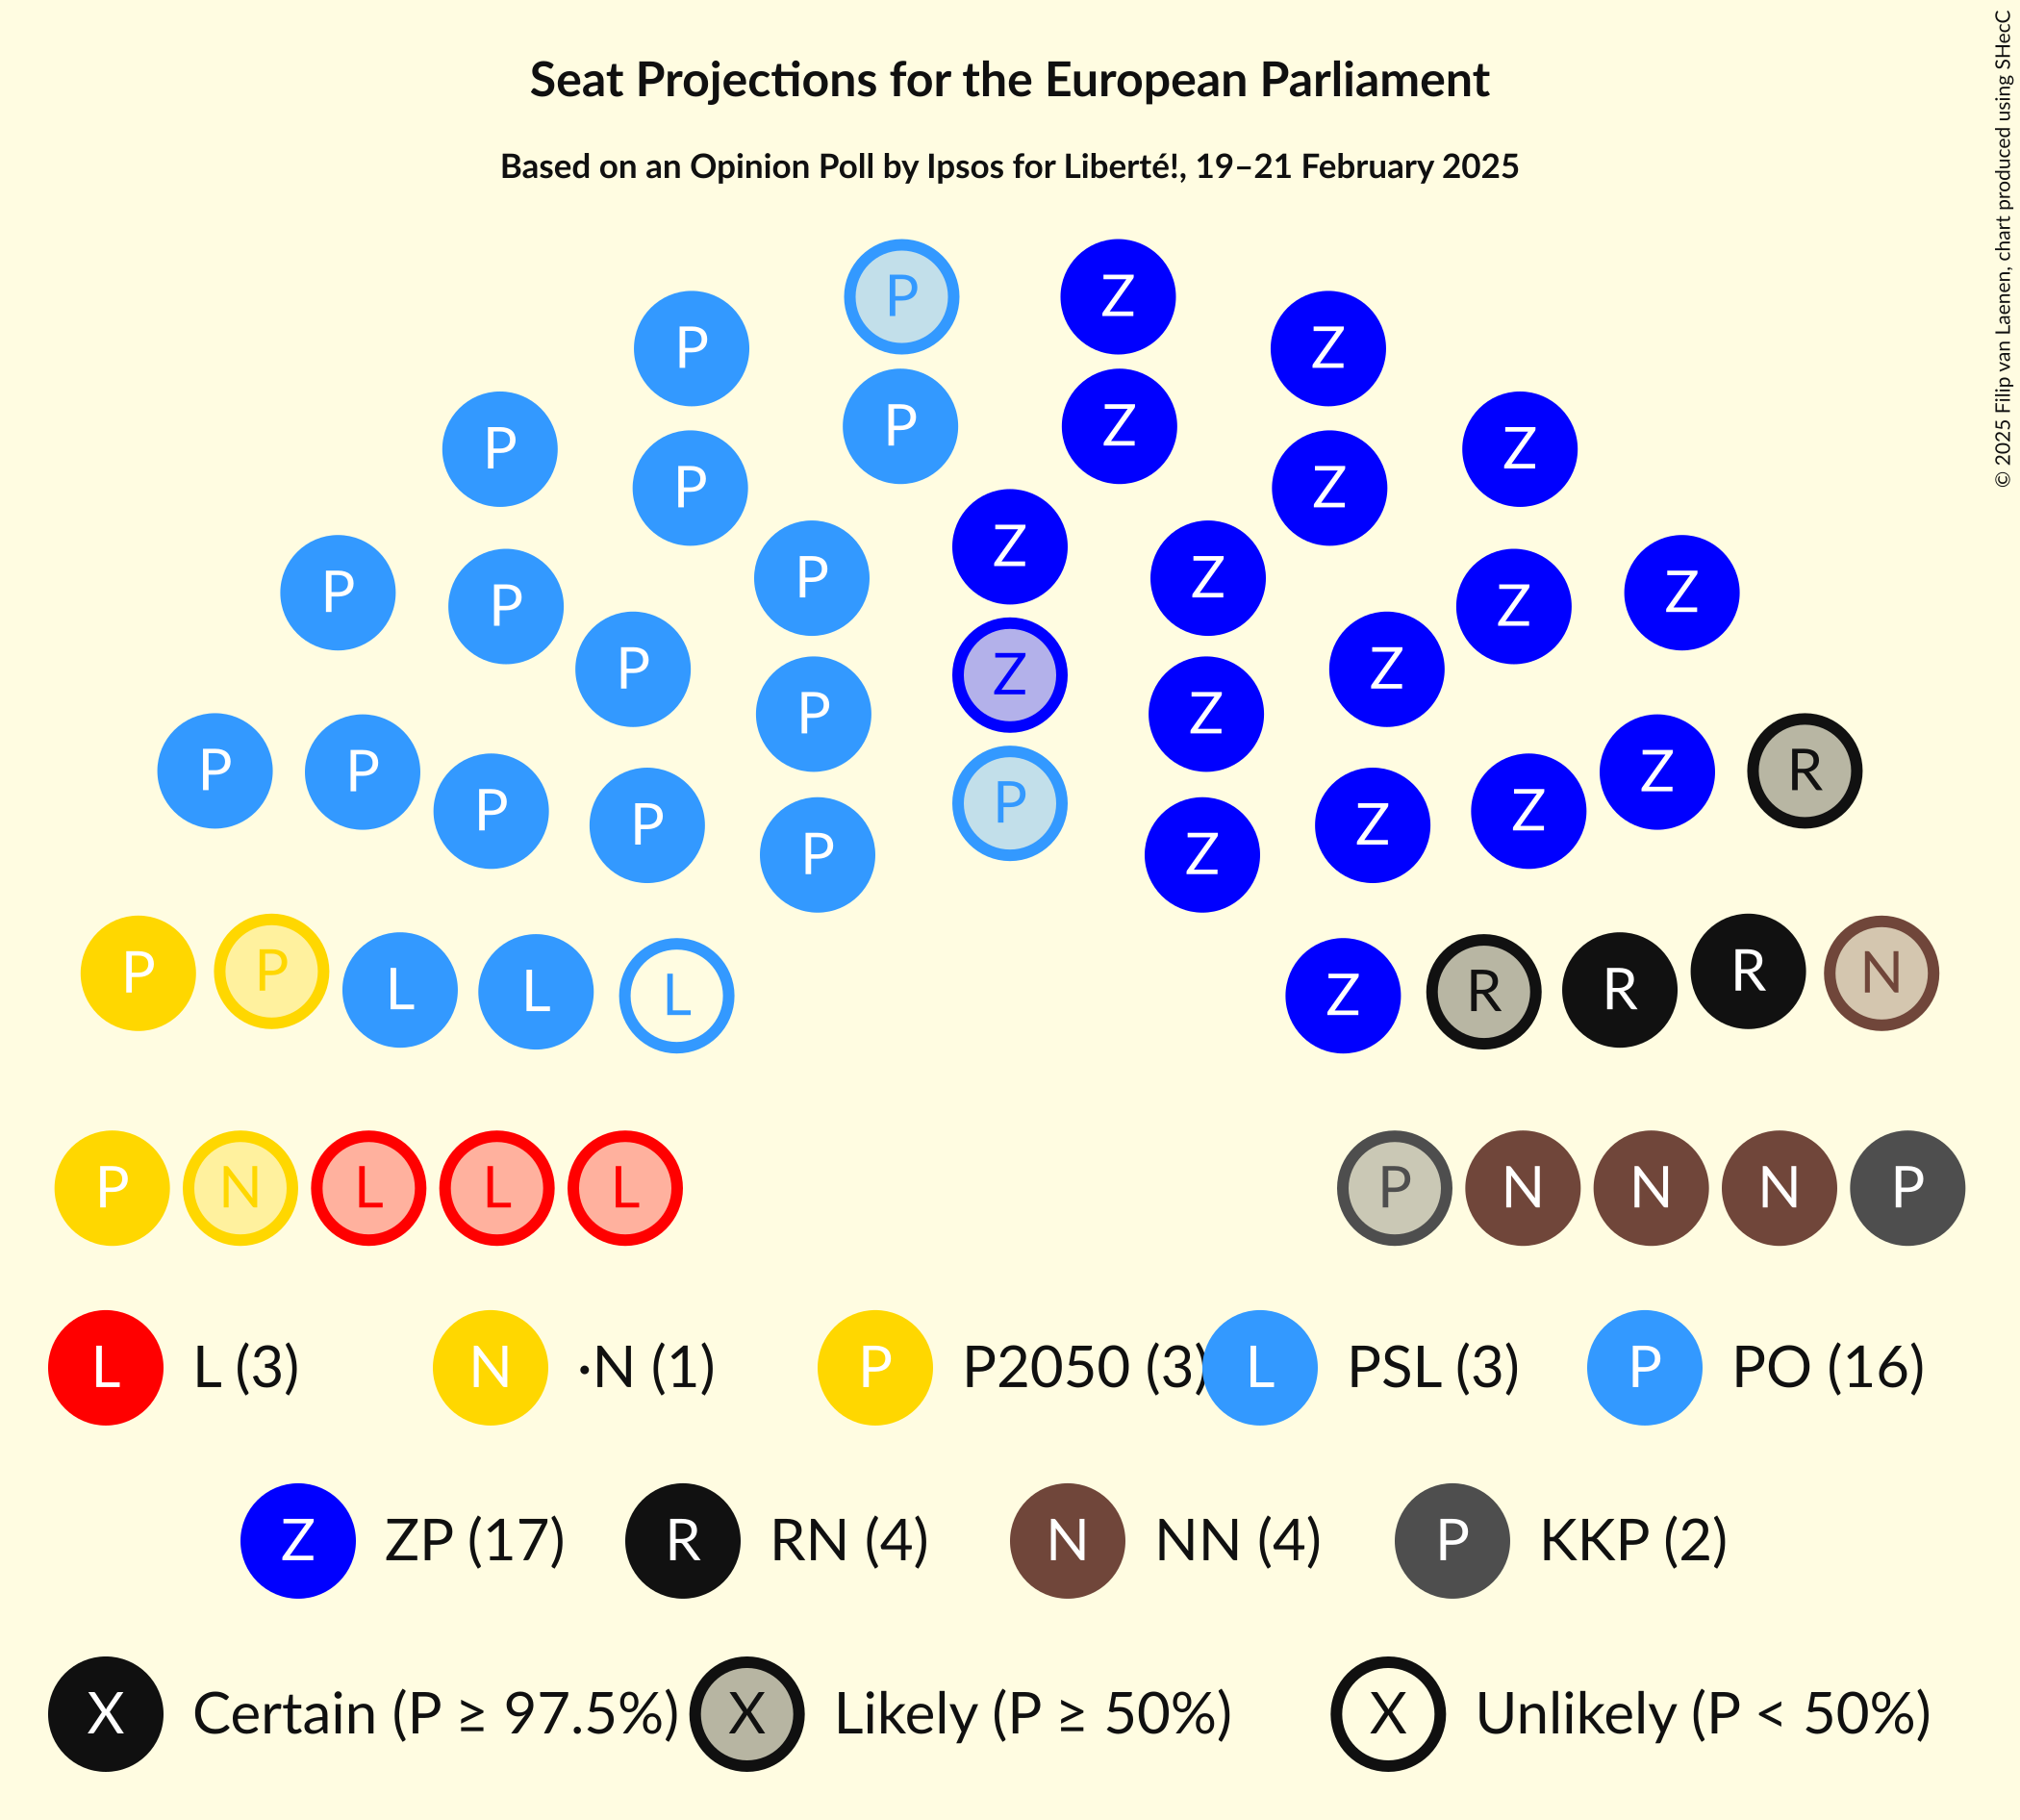 Seat Projections for the European Parliament
Based on an Opinion Poll by Ipsos for Liberté!, 19–21 February 2025
© 2025 Filip van Laenen, chart produced using SHecC
P Z
P Z
P Z
P Z
P Z
P Z
Z
P Z
P Z
P Z
P Z
Z
P Z
P Z
P P Z R
P
P Z
P Z
P Z
P P L L L Z R R R N
P N L L L P N N N P
L L (3) N ·N (1) P P2050 (3) L PSL (3) P PO (16)
Z ZP (17) R RN (4) N NN (4) P KKP (2)
X Certain (P ≥ 97.5%) X Likely (P ≥ 50%) X Unlikely (P < 50%)